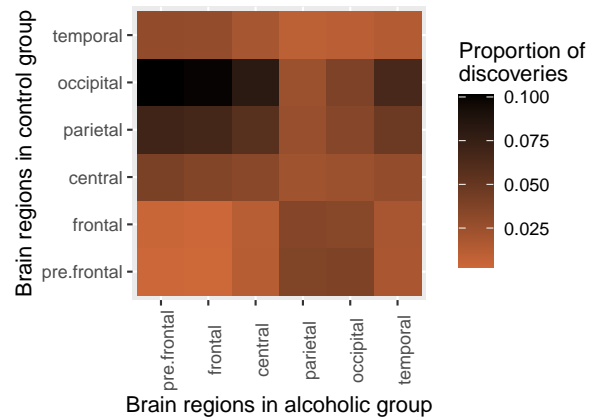 Brain regions in control group
temporal
occipital
parietal
central
frontal
pre.frontal
pre.frontal
frontal
central
parietal
occipital
temporal
Brain regions in alcoholic group
Proportion of
discoveries
0.100
0.075
0.050
0.025